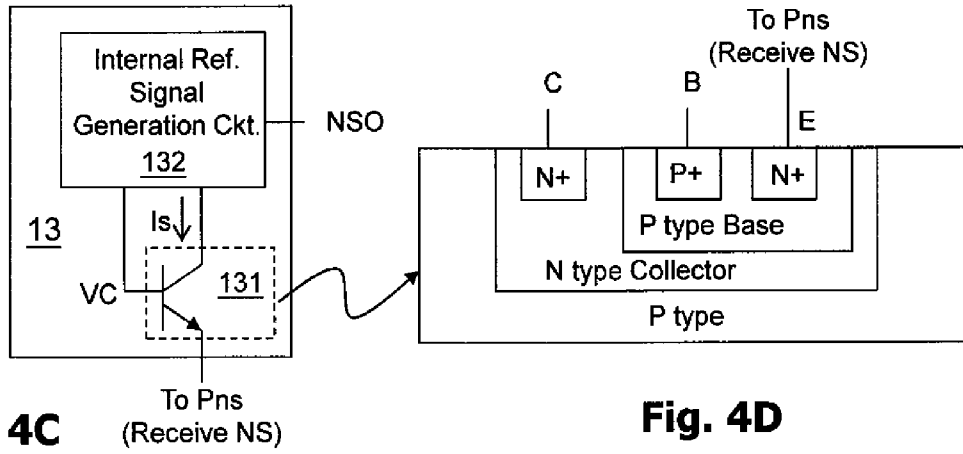 Internal Ref.
Signal
Generation Ckt.
132
NSO
13
Is
VC
131
To Pns
(Receive NS)
4C
To Pns
(Receive NS)
C
B
E
N+
P+
N+
P type Base
N type Collector
P type
Fig. 4D